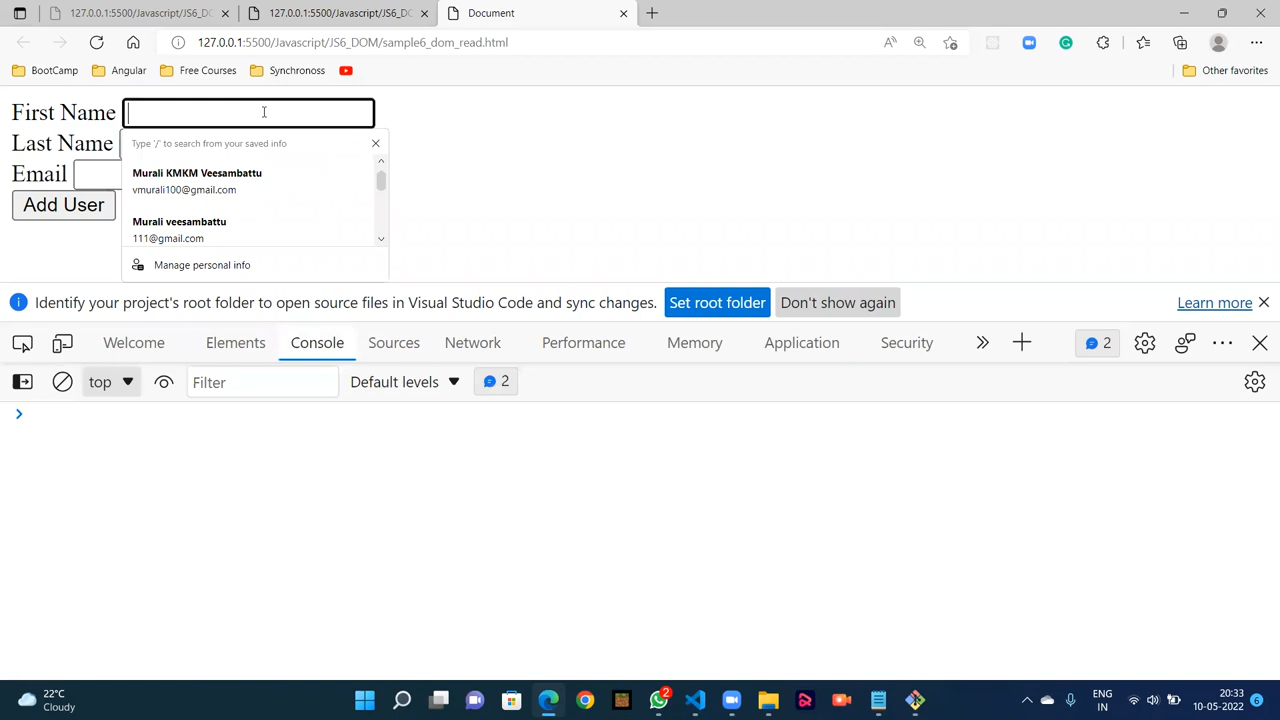 127.0.0.1:5500/Javascript/JS6_DC
127.0.0.1:5500/Javascript/JS6_DC
Document
127.0.0.1:5500/Javascript/JS6_DOM/sample6_dom_read.html
BootCamp
Angular
Free Courses
Synchronoss
Other favorites
First Name
Last Name
Email
Add User
Type '/' to search from your saved info
Murali KMKM Veesambattu
vmurali100@gmail.com
Murali veesambattu
111@gmail.com
Manage personal info
Identify your project's root folder to open source files in Visual Studio Code and sync changes. Set root folder Don't show again Learn more
Welcome Elements Console Sources Network Performance Memory Application Security 2
top Filter Default levels 2
22°C
Cloudy
2
ENG
IN
20:33
10-05-2022
6